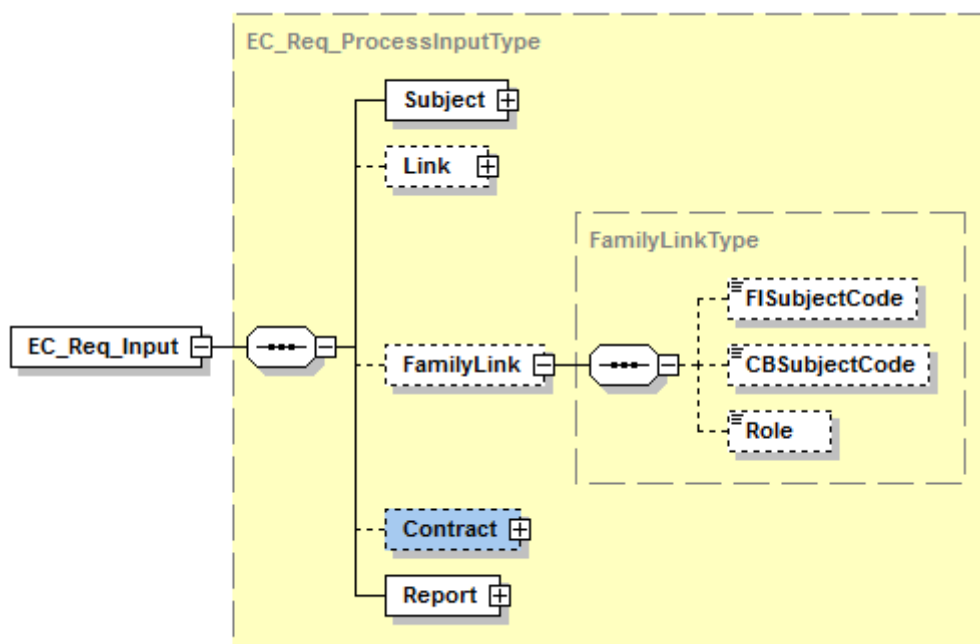 EC_Req_ProcessInputType
Subject
Link
FamilyLinkType
FISubjectCode
EC_Req_Input
FamilyLink
CBSubjectCode
Role
Contract
Report